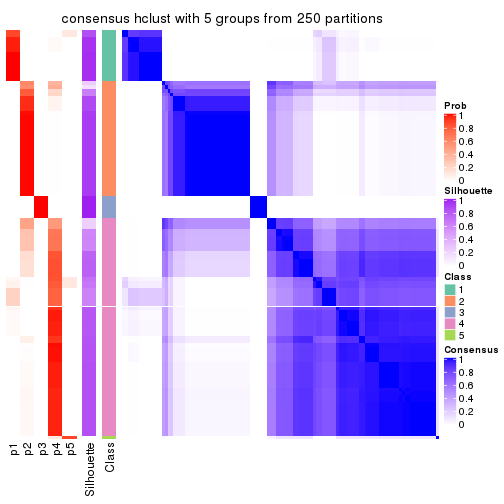 consensus hclust with 5 groups from 250 partitions
Prob
1
0.8
0.6
0.4
0.2
0
Silhouette
1
0.8
0.6
0.4
0.2
0
Class
1
2
3
4
5
Consensus
1
0.8
0.6
0.4
0.2
0
p1
p2
p3
p4
p5
Silhouette
Class